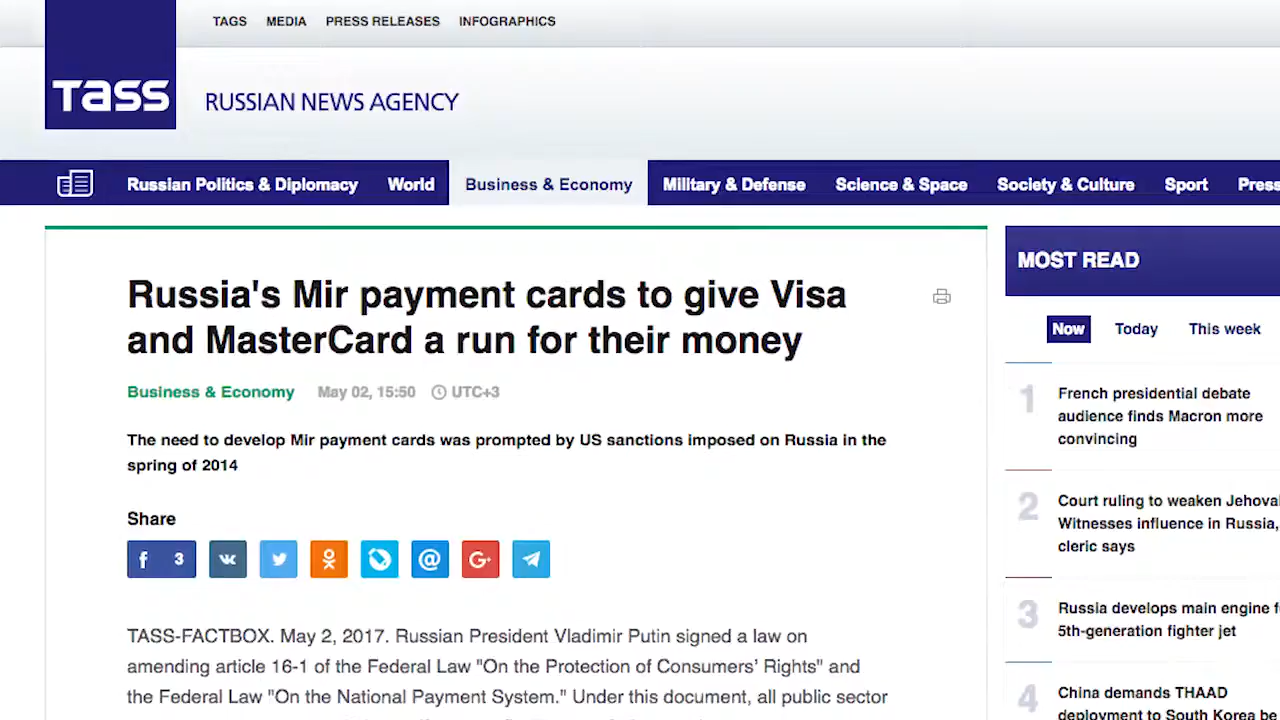 TAGS MEDIA PRESS RELEASES INFOGRAPHICS
TASS
RUSSIAN NEWS AGENCY
Russian Politics & Diplomacy World Business & Economy Military & Defense Science & Space Society & Culture Sport Press
Russia's Mir payment cards to give Visa
and MasterCard a run for their money
Business & Economy May 02, 15:50 UTC+3
The need to develop Mir payment cards was prompted by US sanctions imposed on Russia in the
spring of 2014
Share
f 3
TASS-FACTBOX. May 2, 2017. Russian President Vladimir Putin signed a law on
amending article 16-1 of the Federal Law "On the Protection of Consumers’ Rights" and
the Federal Law "On the National Payment System." Under this document, all public sector
MOST READ
Now Today This week
1 French presidential debate
audience finds Macron more
convincing
2 Court ruling to weaken Jehova
Witnesses influence in Russia,
cleric says
3 Russia develops main engine f
5th-generation fighter jet
4 China demands THAAD
deployment to South Korea be